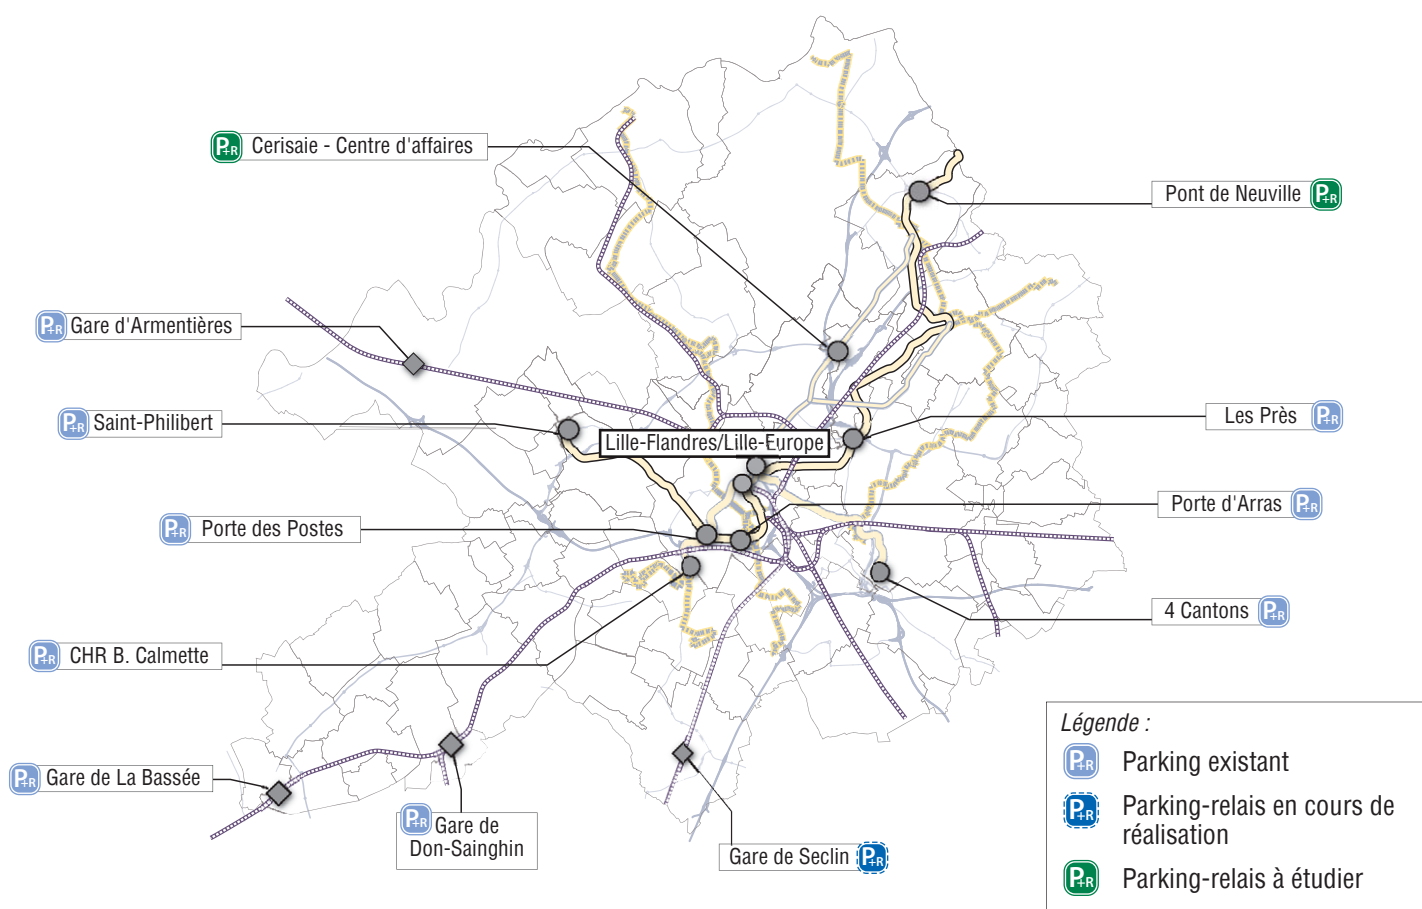 P+R Cerisaie - Centre d'affaires
Pont de Neuville P+R
P+R Gare d'Armentières
P+R Saint-Philibert
Les Près P+R
Lille-Flandres/Lille-Europe
Porte d'Arras P+R
P+R Porte des Postes
4 Cantons P+R
P+R CHR B. Calmette
P+R Gare de La Bassée
P+R Gare de
Don-Sainghin
Gare de Seclin P+R
Légende :
P+R Parking existant
P+R Parking-relais en cours de
réalisation
P+R Parking-relais à étudier